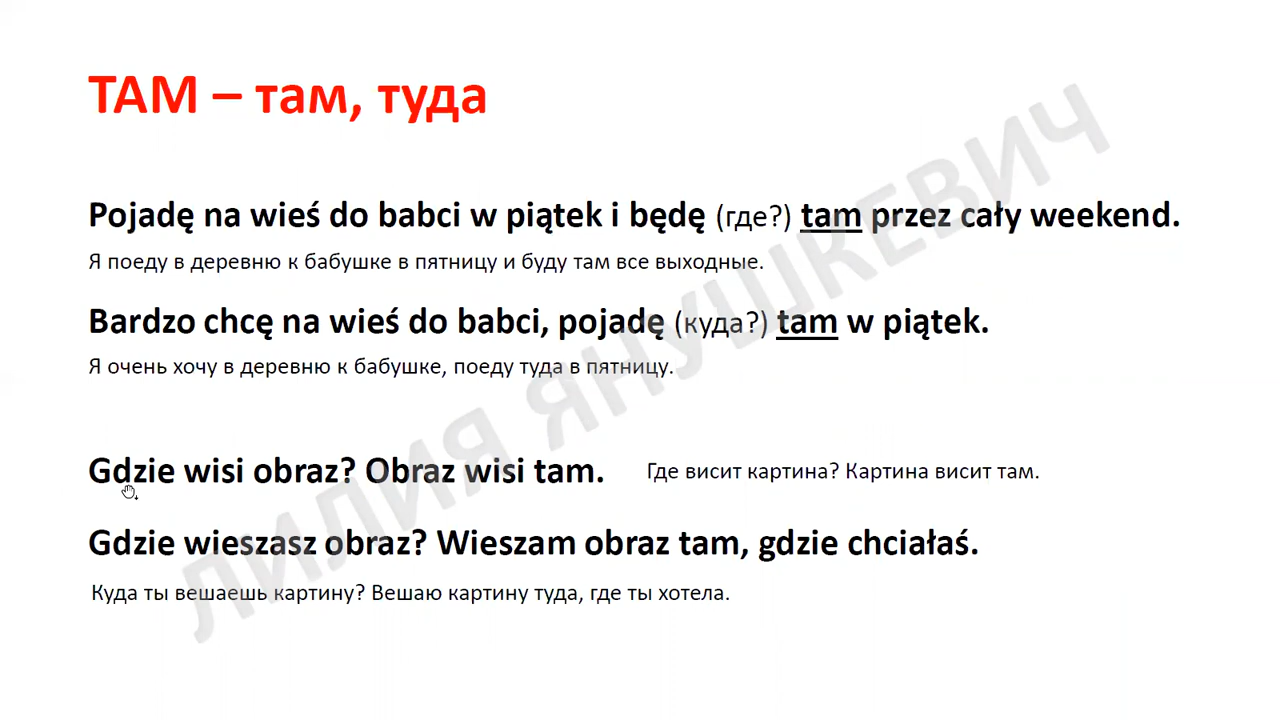 ТАМ – там, туда
Pojadę na wieś do babci w piątek i będę (где?) tam przez cały weekend.
Я поеду в деревню к бабушке в пятницу и буду там все выходные.
Bardzo chcę na wieś do babci, pojadę (куда?) tam w piątek.
Я очень хочу в деревню к бабушке, поеду туда в пятницу.
Gdzie wisi obraz? Obraz wisi tam. Где висит картина? Картина висит там.
Gdzie wieszasz obraz? Wieszam obraz tam, gdzie chciałaś.
Куда ты вешаешь картину? Вешаю картину туда, где ты хотела.
ЛИЛИЯ ЯНУШКЕВИЧ